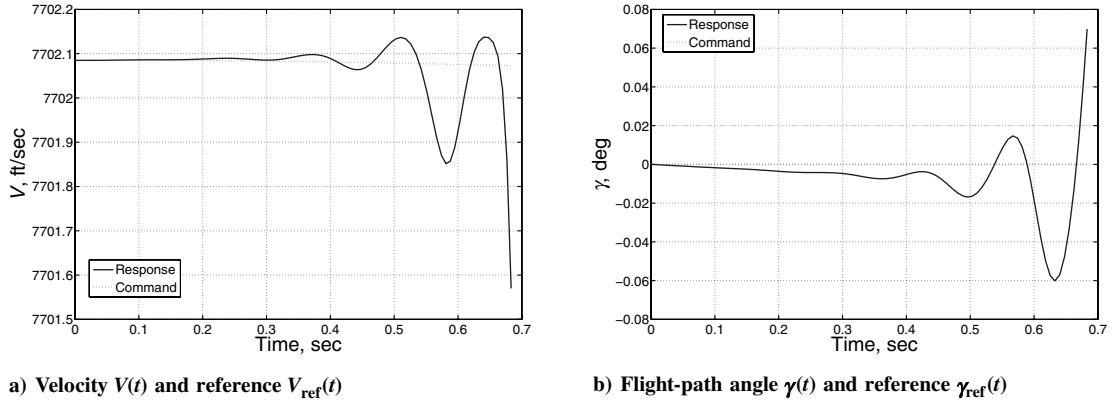 7702.2
7702.1
7702
7701.9
7701.8
7701.7
7701.6
7701.5
V, ft/sec
Response
Command
0 0.1 0.2 0.3 0.4 0.5 0.6 0.7
Time, sec
a) Velocity V(t) and reference Vref(t)
0.08
0.06
0.04
0.02
0
−0.02
−0.04
−0.06
−0.08
γ, deg
Response
Command
0 0.1 0.2 0.3 0.4 0.5 0.6 0.7
Time, sec
b) Flight-path angle γ(t) and reference γref(t)